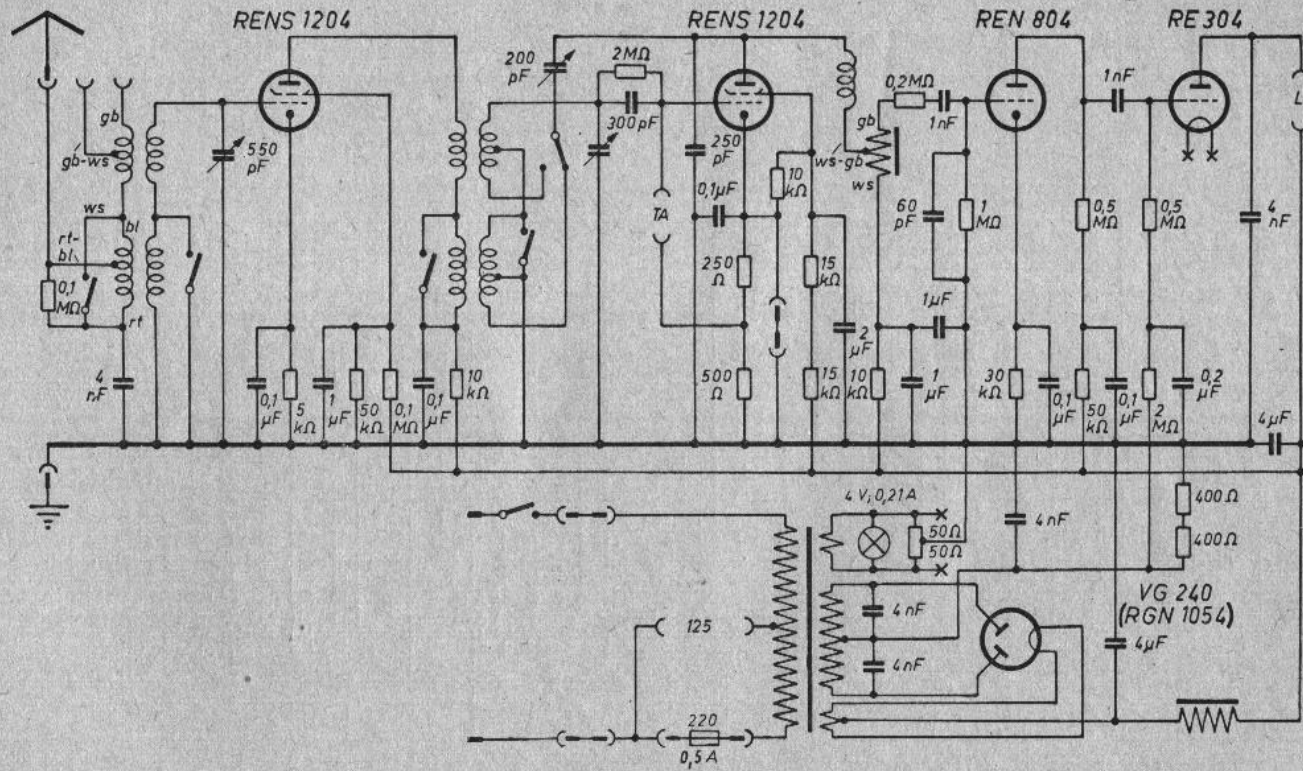 RENS 1204
RENS 1204
REN 804
RE 304
200
pF
2MΩ
0,2MΩ
1nF
1nF
gb
gb-ws
550
pF
300 pF
250
pF
gb
ws-gb
ws
10
kΩ
L
ws
bl
rt-
bl
0,1
MΩ
rt
TA
0,1µF
60
pF
1
MΩ
0,5
MΩ
0,5
MΩ
4
nF
250
Ω
15
kΩ
1µF
4
nF
0,1
µF
5
kΩ
1
µF
50
kΩ
0,1
MΩ
0,1
µF
10
kΩ
500
Ω
15
kΩ
2
µF
10
kΩ
1
µF
30
kΩ
0,1
µF
50
kΩ
0,1
µF
2
MΩ
0,2
µF
4µF
4 V; 0,21A
50Ω
50Ω
4nF
400Ω
400Ω
VG 240
(RGN 1054)
125
4nF
4nF
4µF
220
0,5A